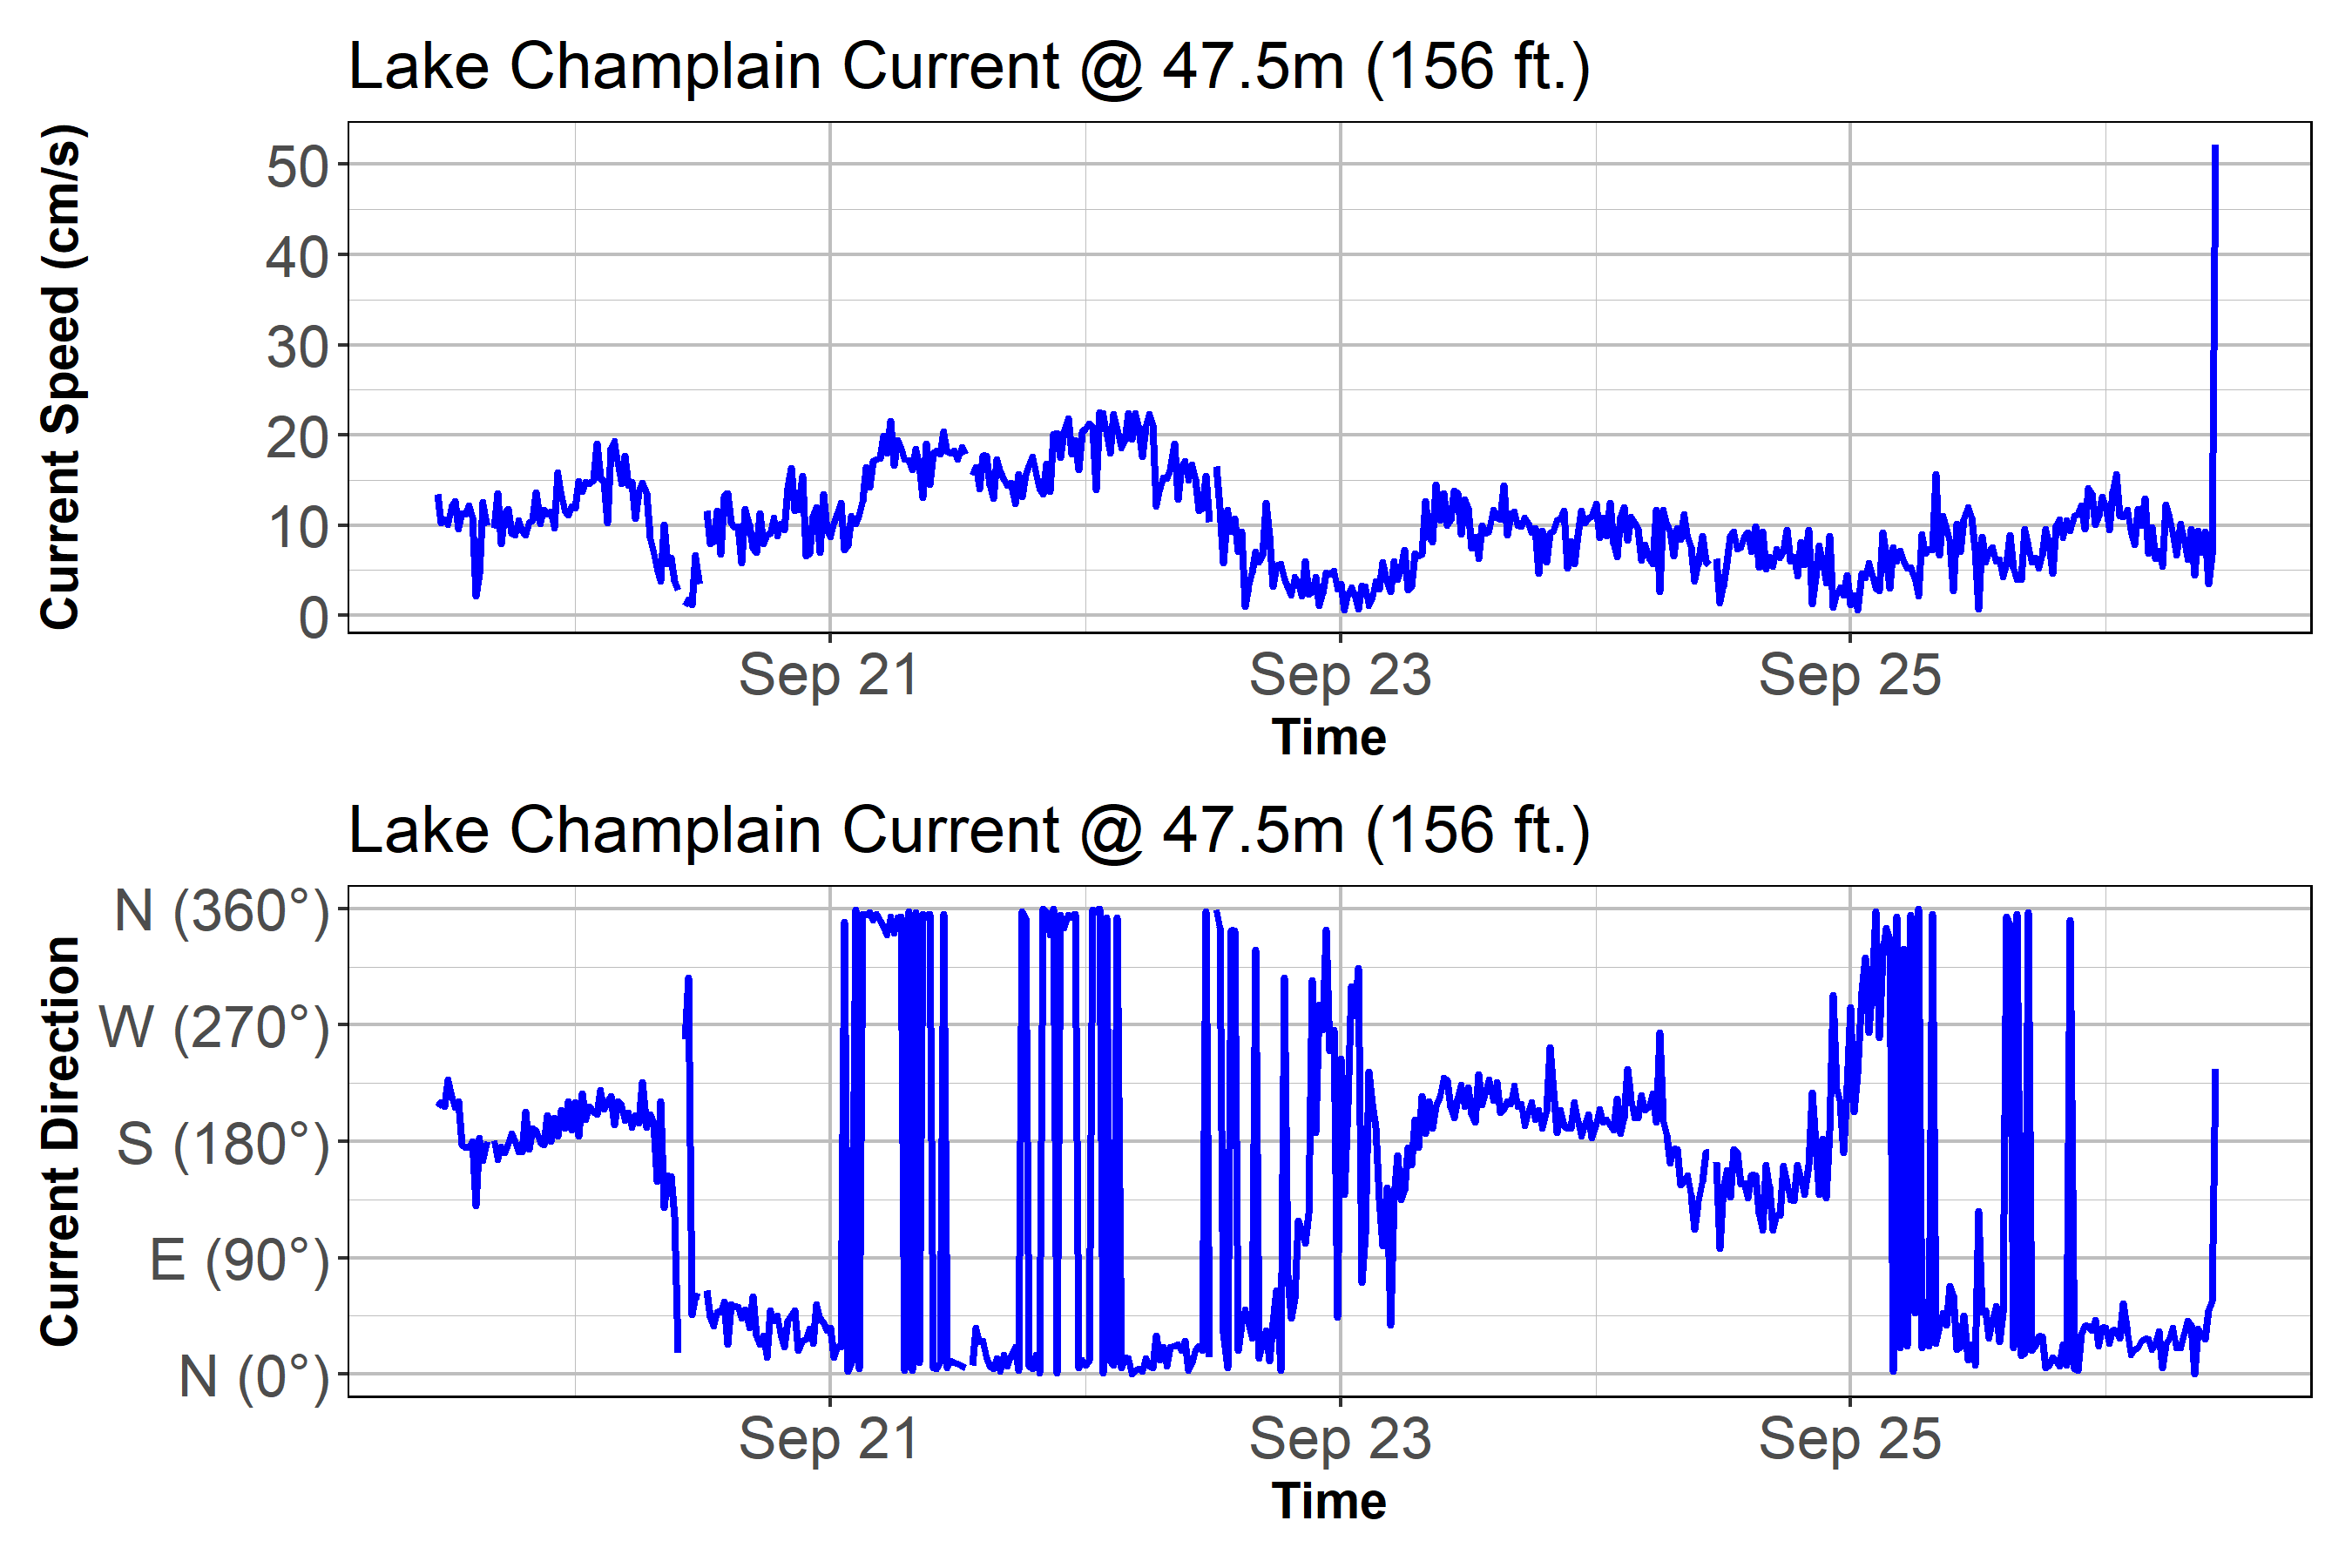 Lake Champlain Current @ 47.5m (156 ft.)
Current Speed (cm/s)
50
40
30
20
10
0
Sep 21
Sep 23
Sep 25
Time
Lake Champlain Current @ 47.5m (156 ft.)
Current Direction
N (360°)
W (270°)
S (180°)
E (90°)
N (0°)
Sep 21
Sep 23
Sep 25
Time